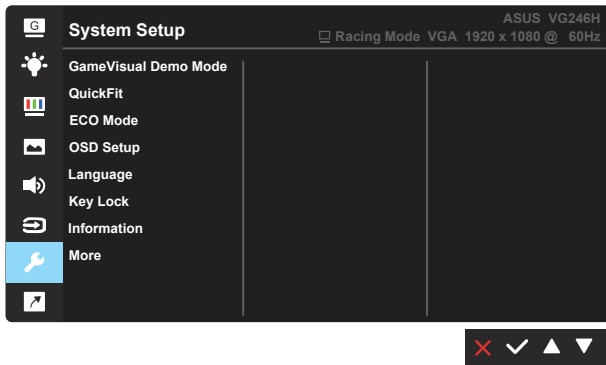 G
System Setup
ASUS VG246H
Racing Mode VGA 1920 x 1080 @ 60Hz
GameVisual Demo Mode
QuickFit
ECO Mode
OSD Setup
Language
Key Lock
Information
More